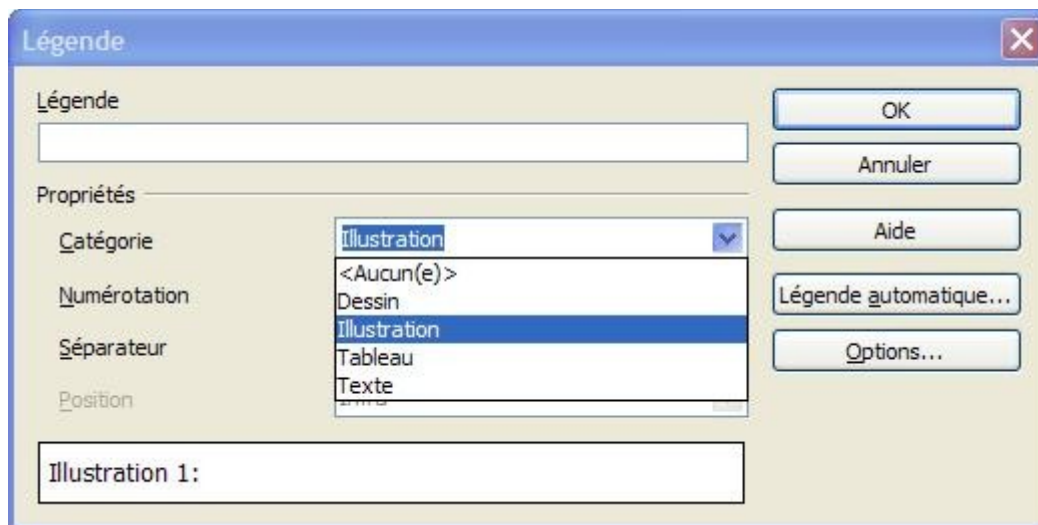 Légende
Légende
OK
Annuler
Propriétés
Catégorie
Illustration
Aide
<Aucun(e)>
Numérotation
Dessin
Légende automatique...
Illustration
Séparateur
Tableau
Options...
Texte
Position
Illustration 1: